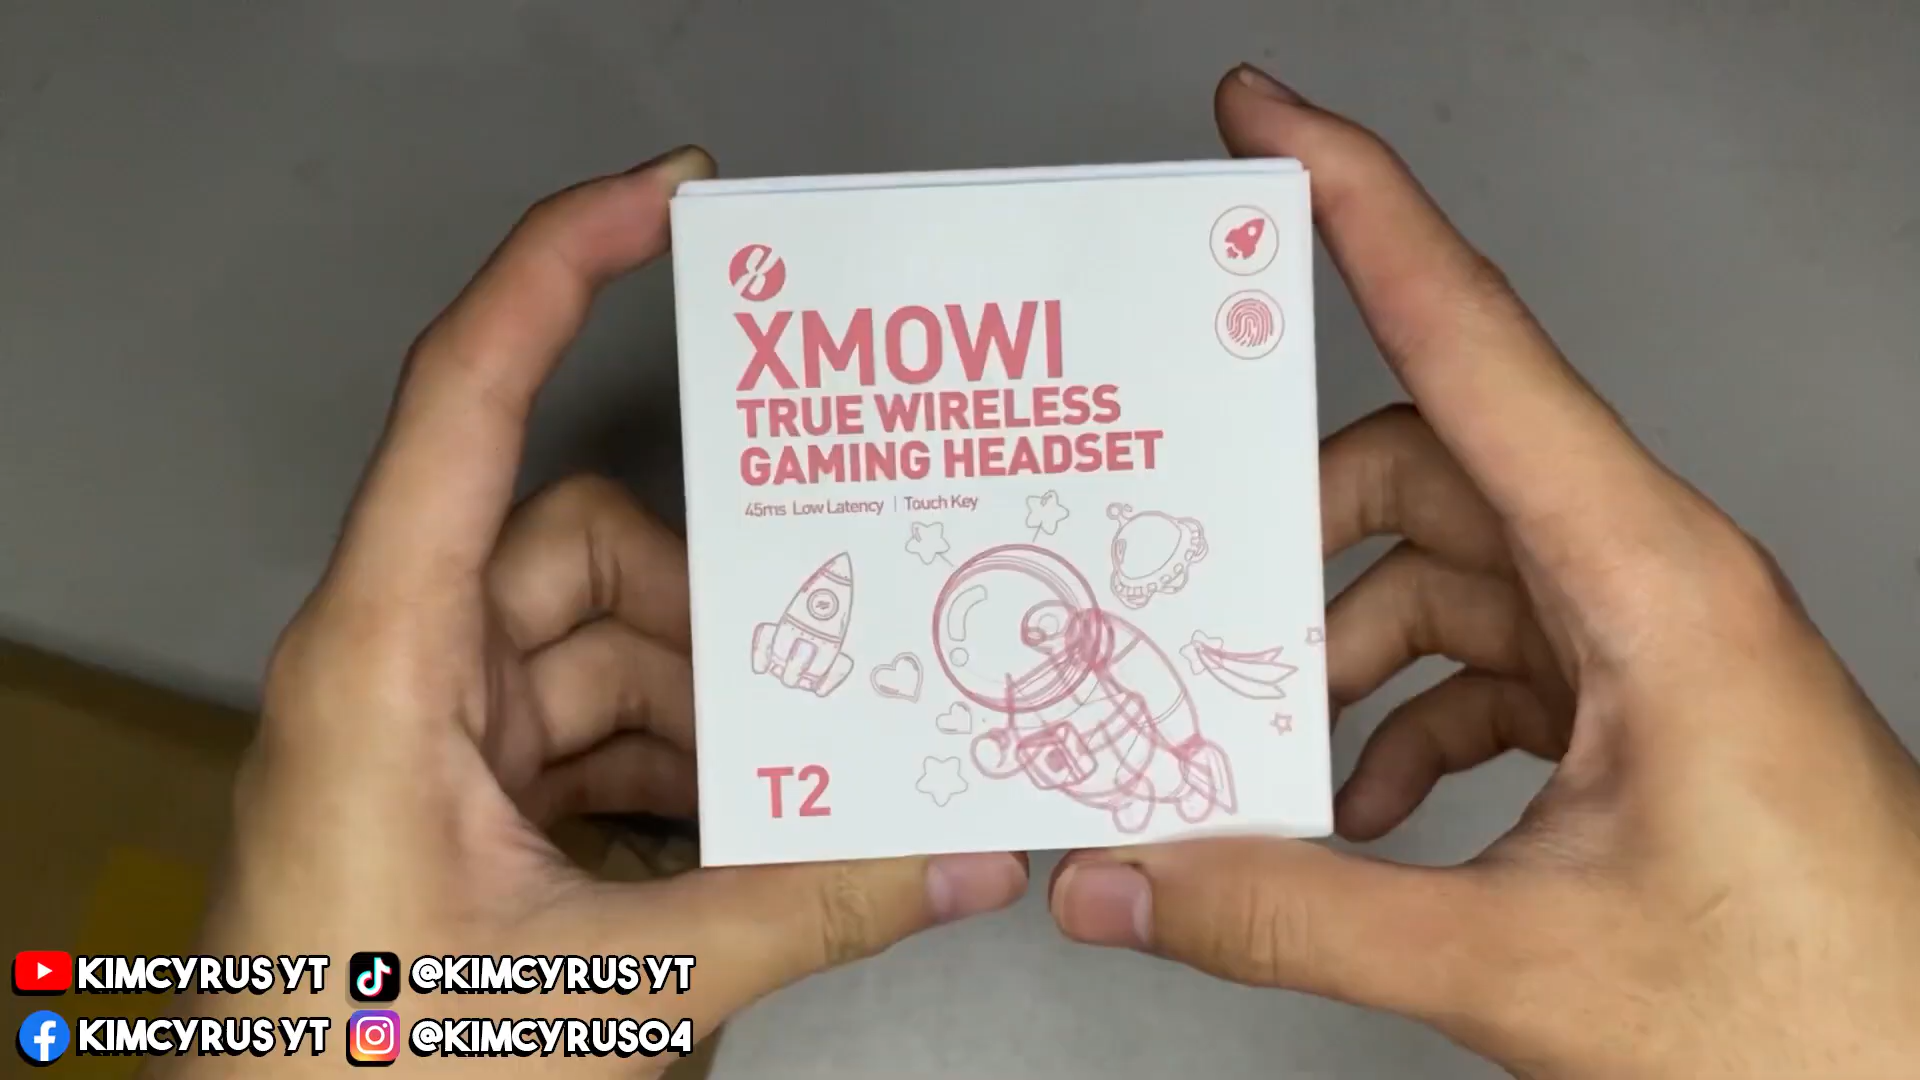 XMOWI
TRUE WIRELESS
GAMING HEADSET
45ms Low Latency | Touch Key
T2
KIMCYRUS YT @KIMCYRUS YT
KIMCYRUS YT @KIMCYRUS04